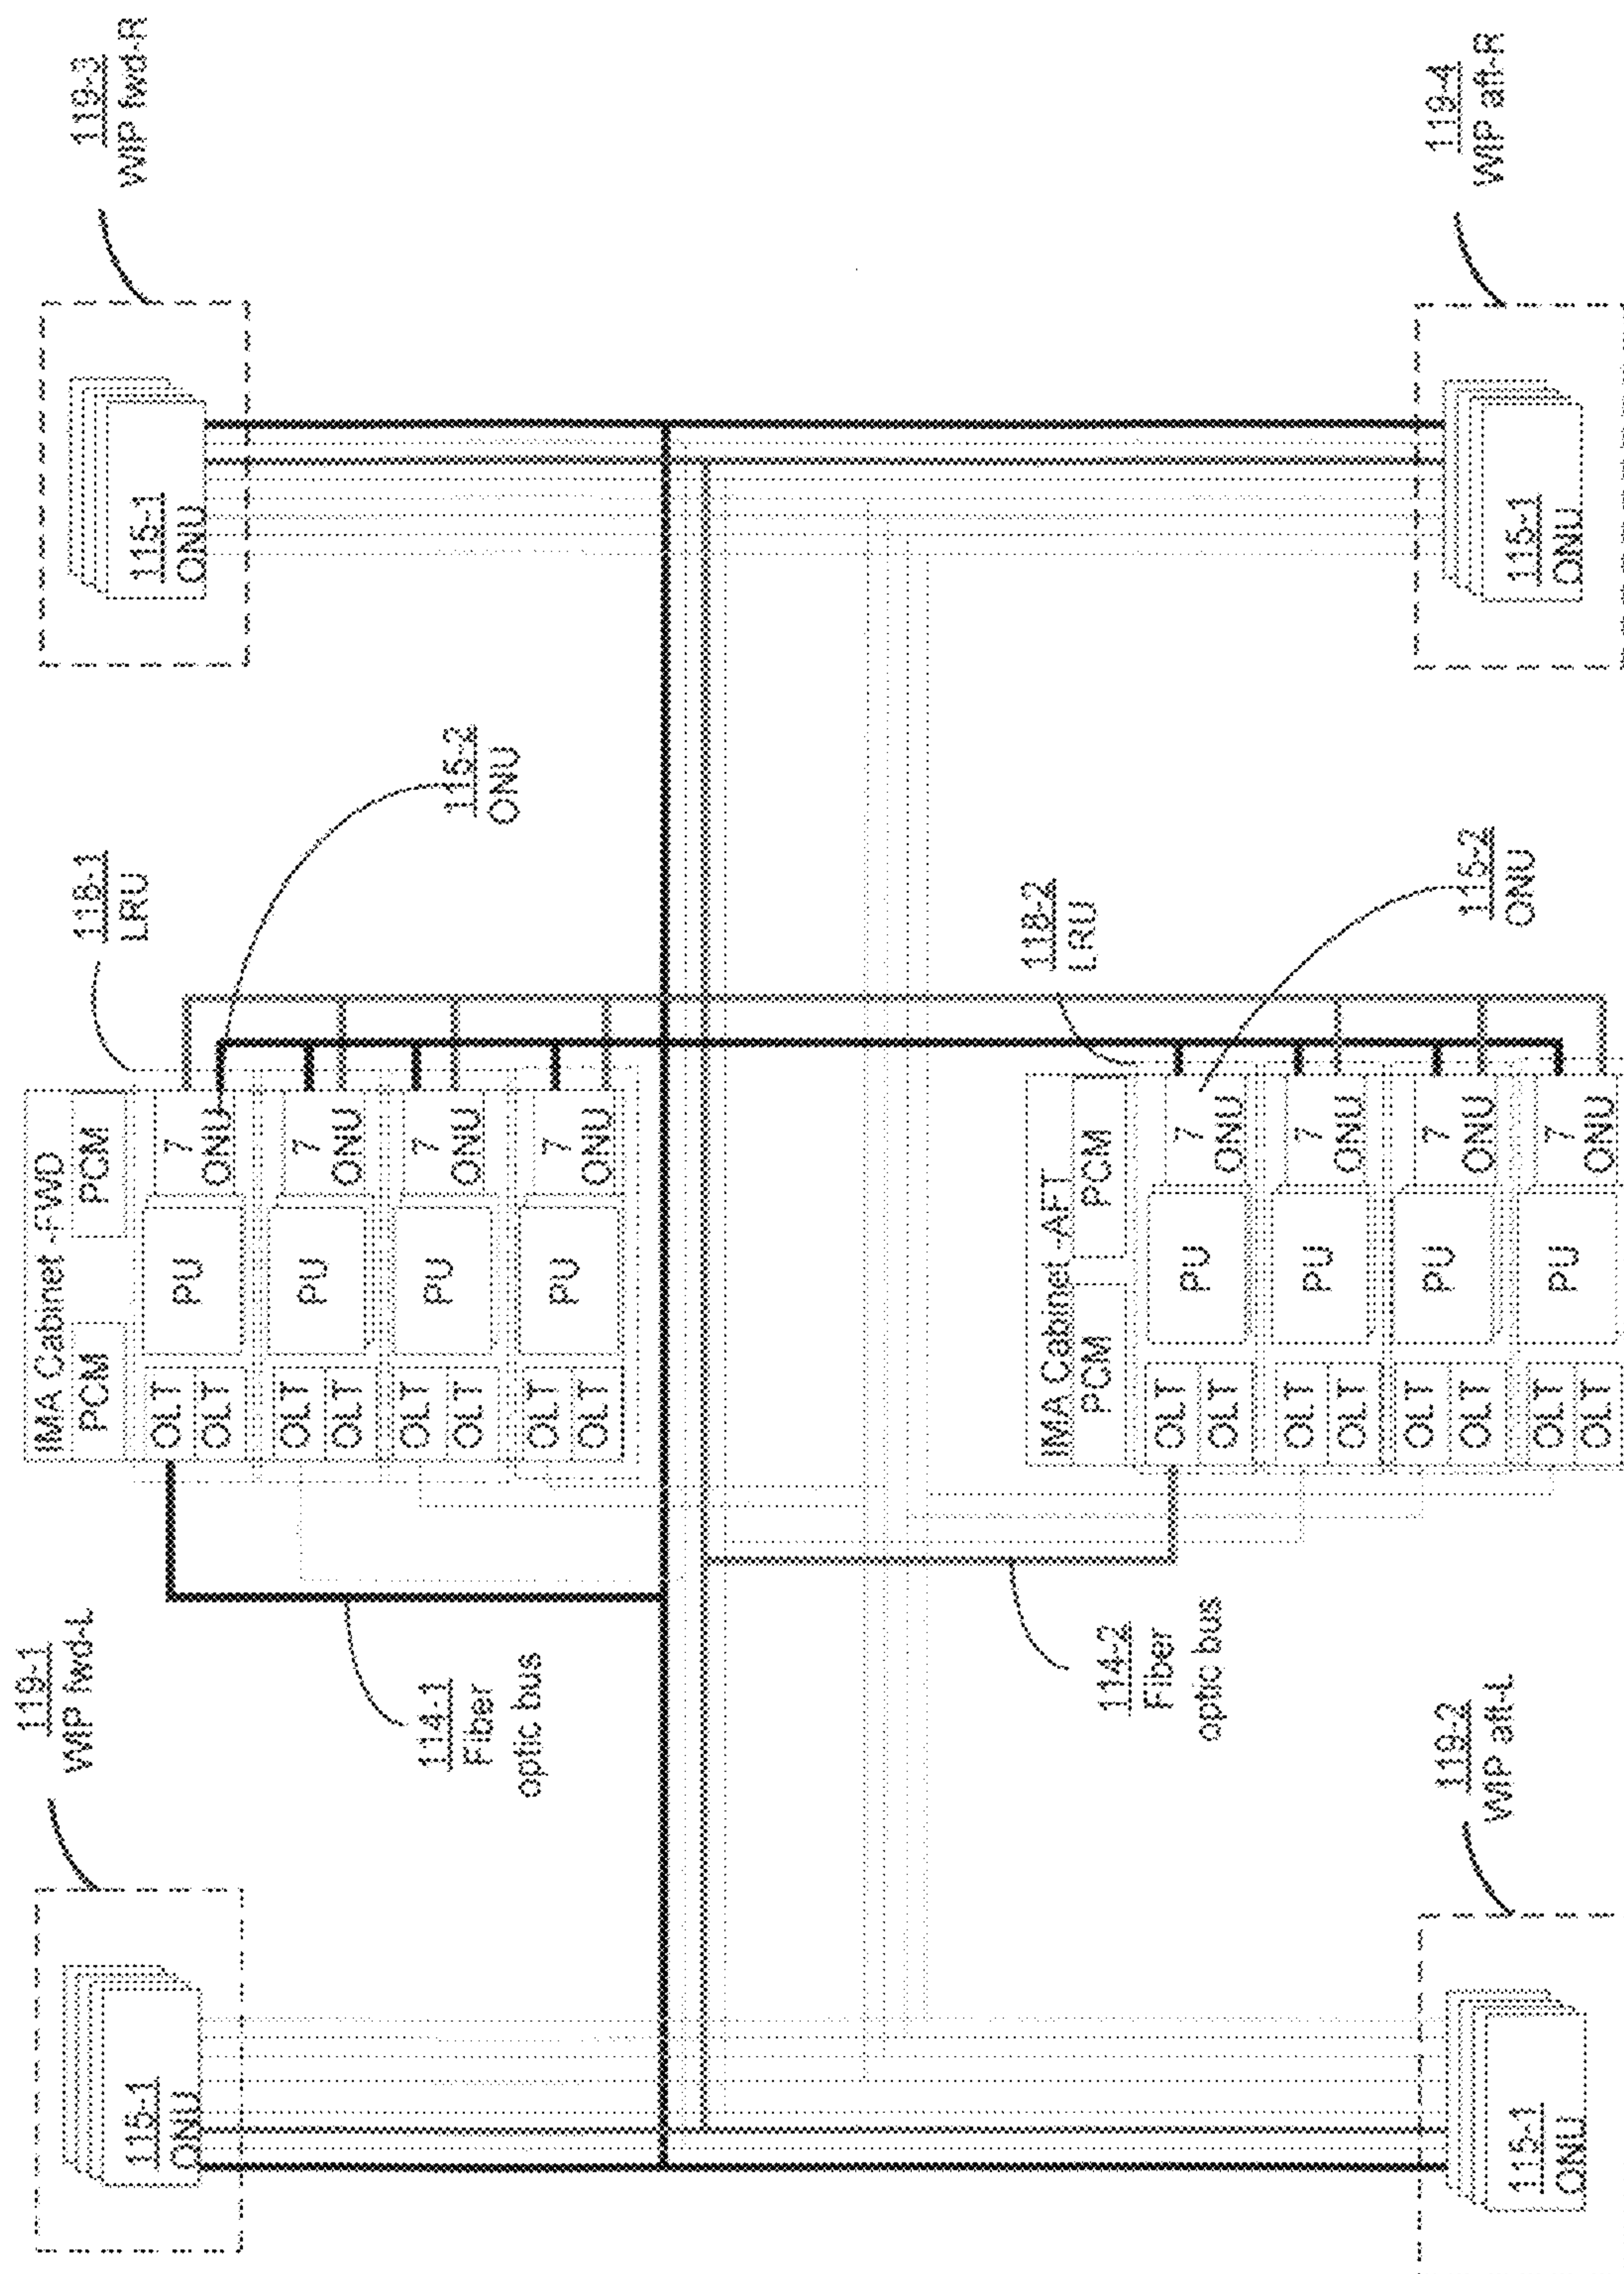 119-1
WIP fwd-L
IMA Cabinet -FWD
PCM
PCM
118-1
LRU
119-3
WIP fwd-R
115-1
ONU
OLT
OLT
PU
7
ONU
OLT
OLT
PU
7
ONU
OLT
OLT
PU
7
ONU
OLT
OLT
PU
7
ONU
115-1
ONU
114-1
Fiber
optic bus
115-2
ONU
IMA Cabinet -AFT
PCM
PCM
118-2
LRU
114-2
Fiber
optic bus
OLT
OLT
PU
7
ONU
OLT
OLT
PU
7
ONU
OLT
OLT
PU
7
ONU
OLT
OLT
PU
7
ONU
119-2
WIP aft-L
115-2
ONU
119-4
WIP aft-R
115-1
ONU
115-1
ONU